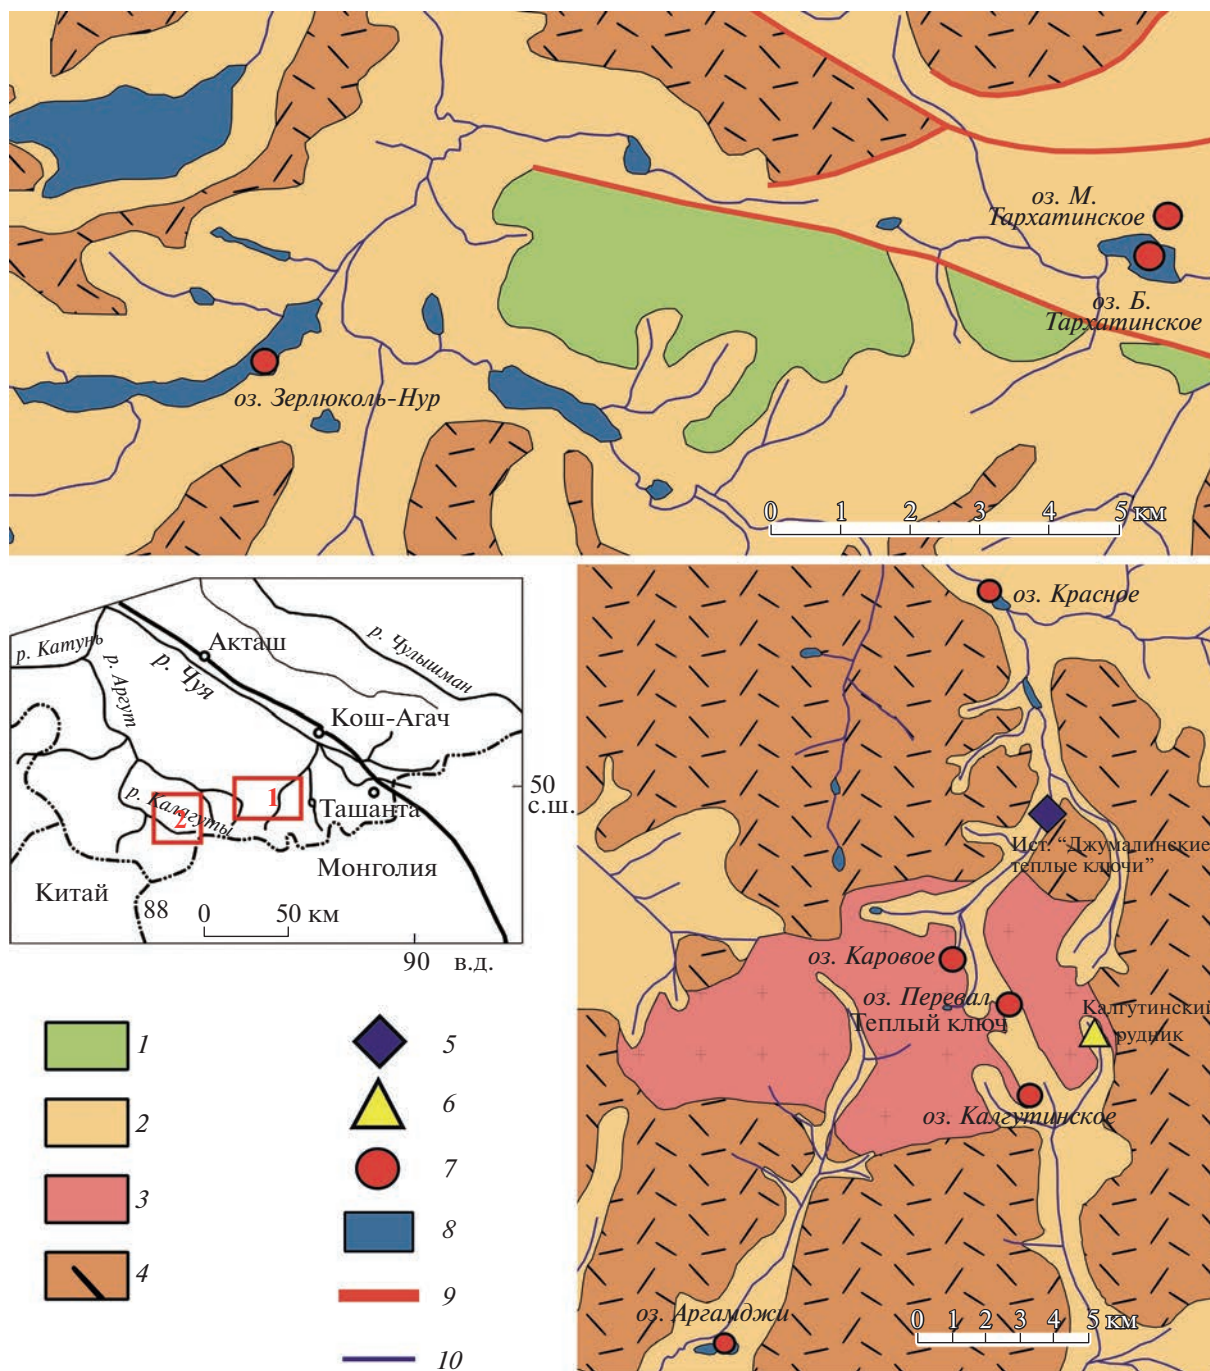 оз. М.
Тархатинское
оз. Б.
Тархатинское
оз. Зерлюколь-Нур
0 1 2 3 4 5 км
р. Катунь
р. Аргут
р. Чуя
Акташ
р. Чулышман
Кош-Агач
1
р. Калгуты
2
Ташанта
50
с.ш.
Монголия
Китай
88
0 50 км
90 в.д.
оз. Красное
Ист. “Джумалинские
теплые ключи”
оз. Каровое
оз. Перевал
Теплый ключ
Калгутинский
рудник
оз. Калгутинское
оз. Аргамджи
0 1 2 3 4 5 км
1
2
3
4
5
6
7
8
9
10